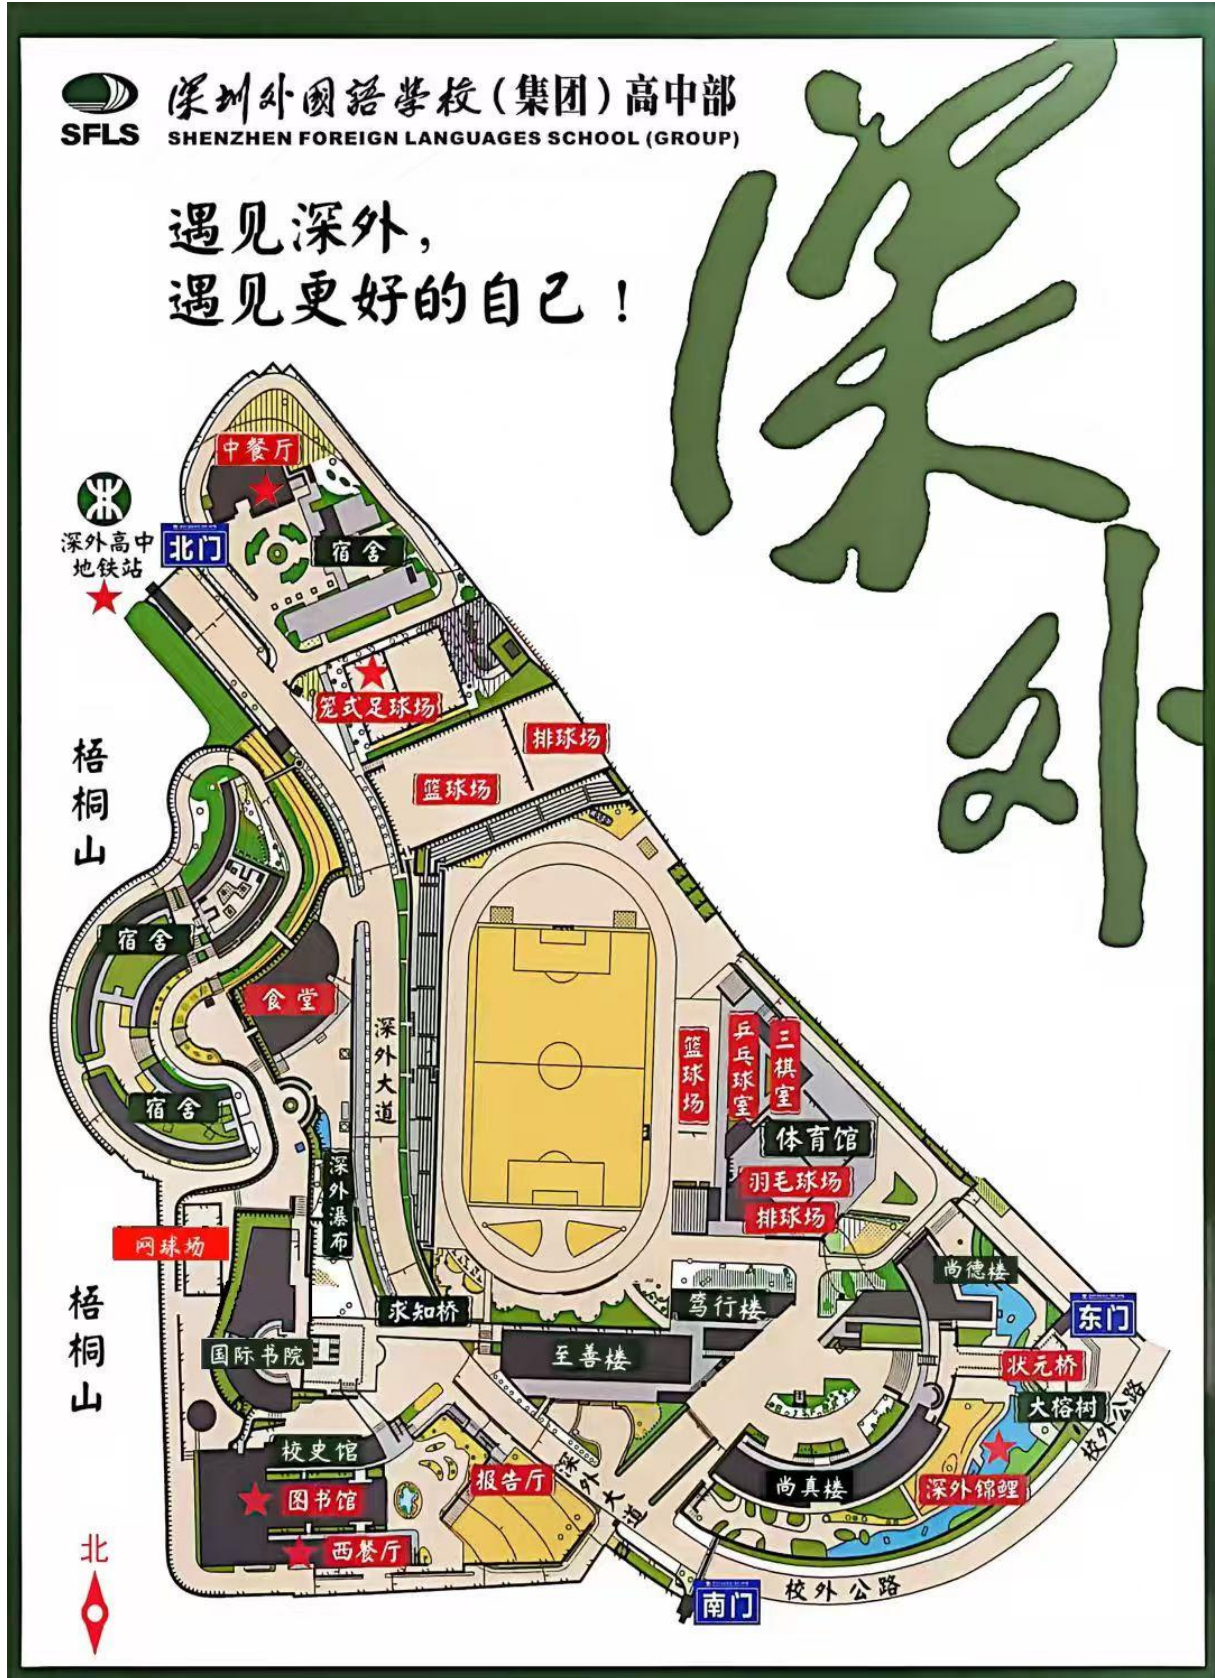 深圳外國語學校(集团)高中部
SFLS
SHENZHEN FOREIGN LANGUAGES SCHOOL (GROUP)
遇见深外，
遇见更好的自己！
深外
中餐厅
深外高中
地铁站
北门
宿舍
笼式足球场
排球场
篮球场
梧桐山
宿舍
食堂
深外大道
篮球场
乒乓球室
三棋室
体育馆
宿舍
深外瀑布
羽毛球场
排球场
网球场
尚德楼
求知桥
笃行楼
东门
梧桐山
国际书院
至善楼
状元桥
大榕树
校外公路
校史馆
报告厅
深外大道
尚真楼
深外锦鲤
图书馆
西餐厅
北
南门
校外公路